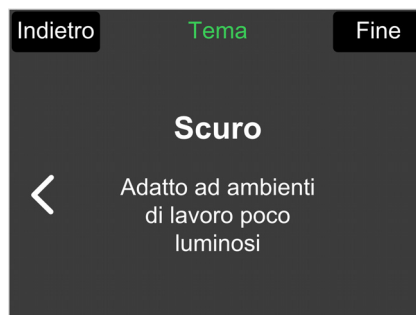 Indietro Tema Fine
Scuro
Adatto ad ambienti
di lavoro poco
luminosi